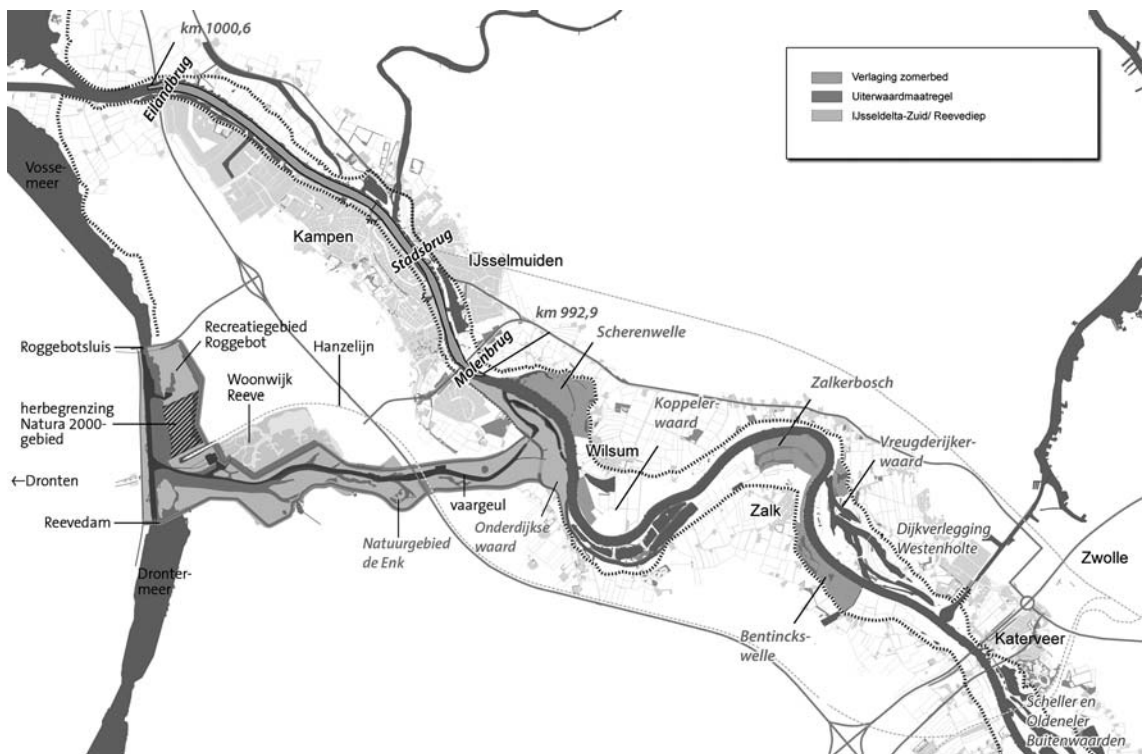 km 1000,6
Eilandbrug
Verlaging zomerbed
Uiterwaardmaatregel
IJsseldelta-Zuid/ Reevediep
Vosse-
meer
Kampen
Stadsbrug
IJsselmuiden
km 992,9
Scherenwelle
Molenbrug
Roggebotsluis
Recreatiegebied
Roggebot
Hanzelijn
Woonwijk
Reeve
herbegrenzing
Natura 2000-
gebied
Zalkerbosch
Koppeler-
waard
Wilsum
Vreugderijker-
waard
←Dronten
vaargeul
Reevedam
Onderdijkse
waard
Natuurgebied
de Enk
Zalk
Dijkverlegging
Westenholte
Zwolle
Dronter-
meer
Bentincks-
welle
Katerveer
Scheller en
Oldeneler
Buitenwaarden